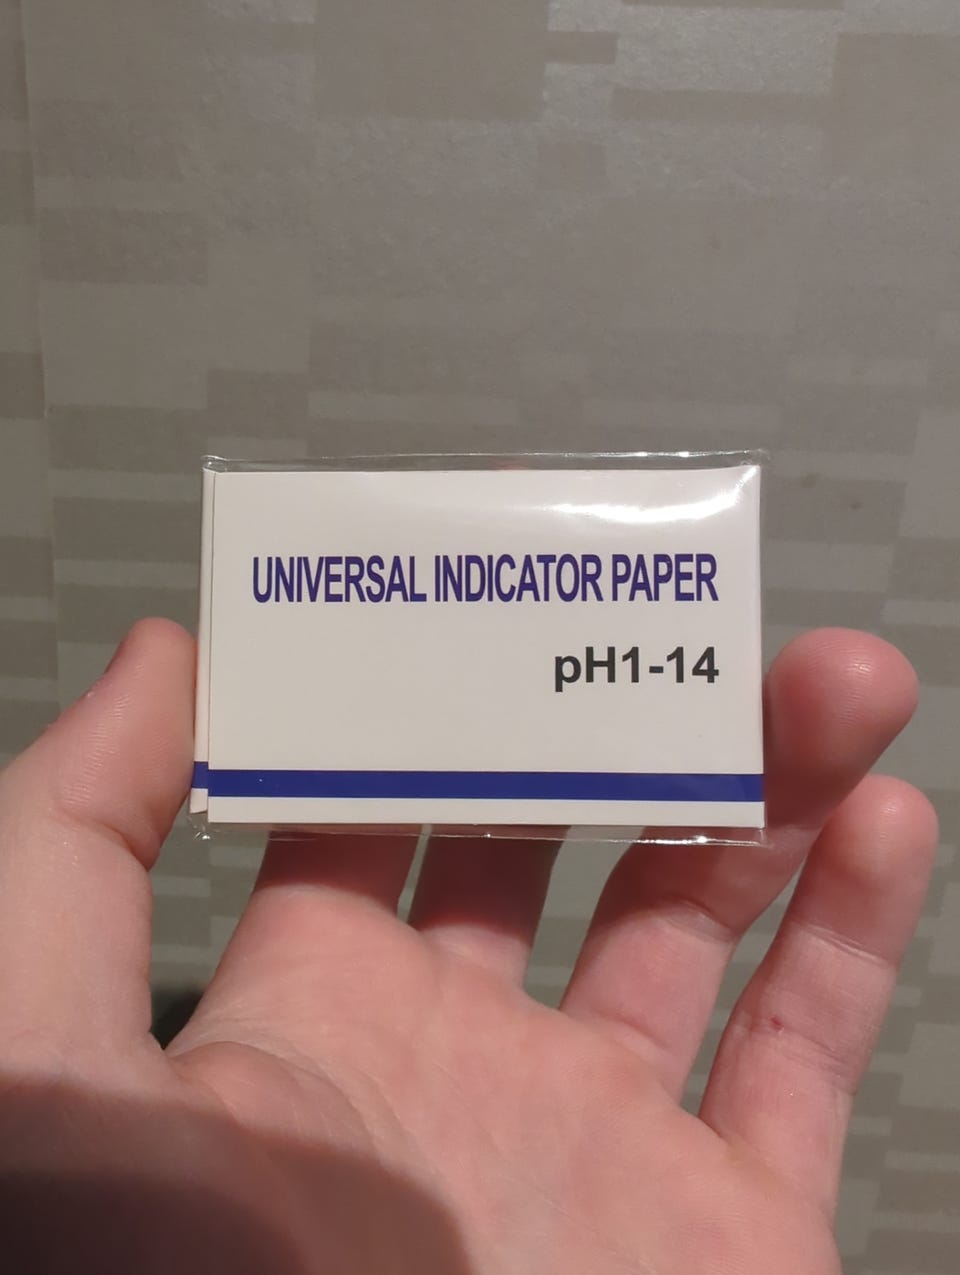 UNIVERSAL INDICATOR PAPER
pH1-14